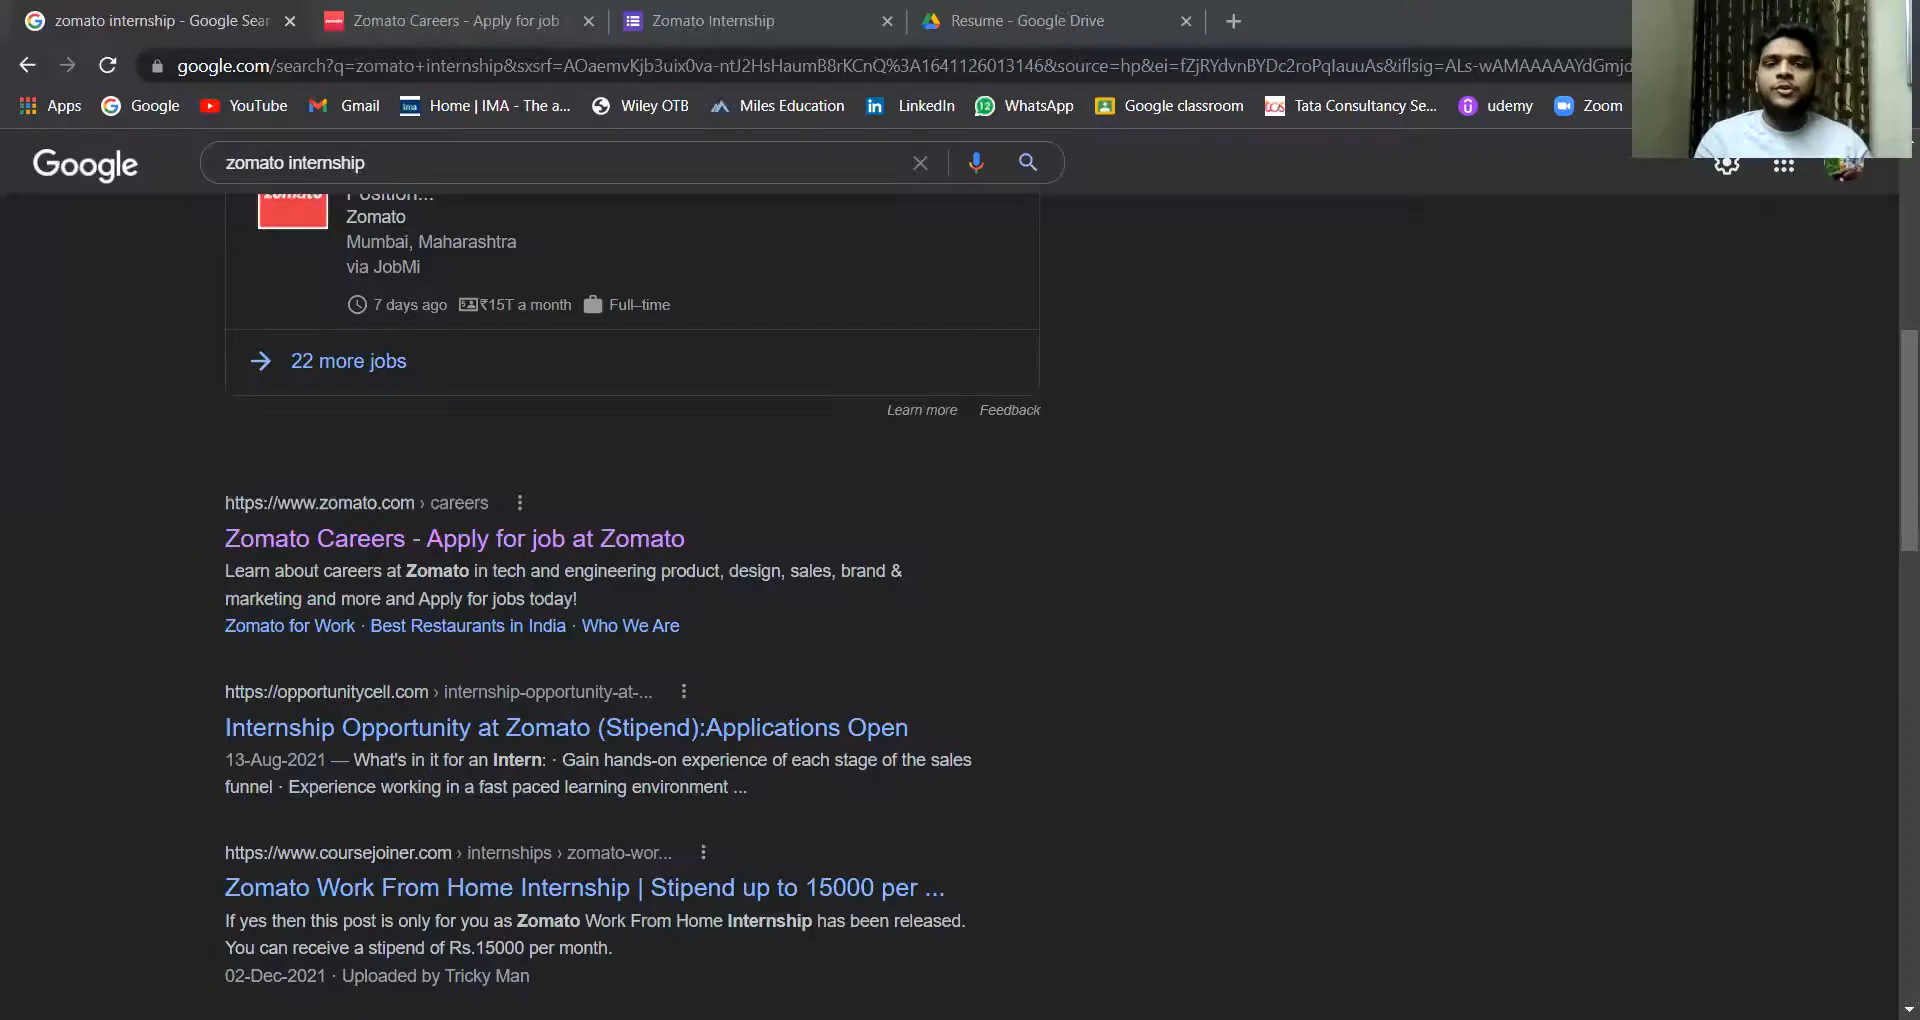 zomato internship - Google Sear
Zomato Careers - Apply for job
Zomato Internship
Resume - Google Drive
google.com/search?q=zomato+internship&sxsrf=AOaemvKjb3uix0va-ntJ2HsHaumB8rKCnQ%3A1641126013146&source=hp&ei=fZjRYdvnBYDc2roPqIauuAs&iflsig=ALs-wAMAAAAAYdGmjd
Apps
Google
YouTube
Gmail
ima
Home | IMA - The a...
Wiley OTB
Miles Education
LinkedIn
12
WhatsApp
Google classroom
tcs
Tata Consultancy Se...
udemy
Zoom
Google
zomato internship
zomato
Position...
Zomato
Mumbai, Maharashtra
via JobMi
7 days ago
₹15T a month
Full–time
22 more jobs
Learn more
Feedback
https://www.zomato.com › careers
Zomato Careers - Apply for job at Zomato
Learn about careers at Zomato in tech and engineering product, design, sales, brand &
marketing and more and Apply for jobs today!
Zomato for Work · Best Restaurants in India · Who We Are
https://opportunitycell.com › internship-opportunity-at-...
Internship Opportunity at Zomato (Stipend):Applications Open
13-Aug-2021 — What's in it for an Intern: · Gain hands-on experience of each stage of the sales
funnel · Experience working in a fast paced learning environment ...
https://www.coursejoiner.com › internships › zomato-wor...
Zomato Work From Home Internship | Stipend up to 15000 per ...
If yes then this post is only for you as Zomato Work From Home Internship has been released.
You can receive a stipend of Rs.15000 per month.
02-Dec-2021 · Uploaded by Tricky Man